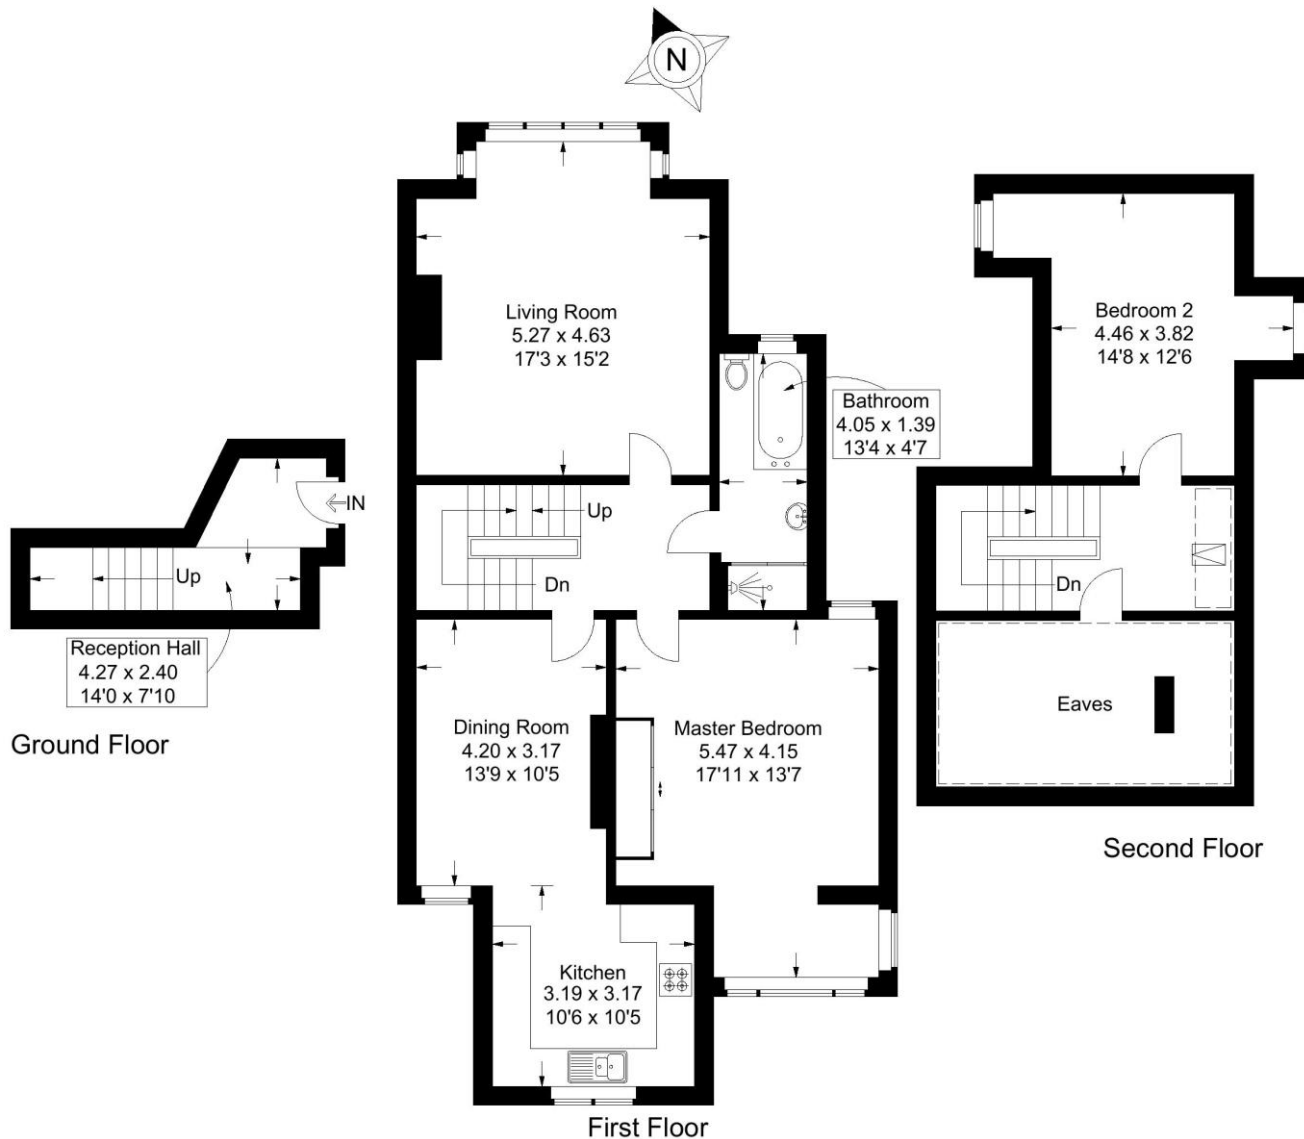 N
Living Room
5.27 x 4.63
17'3 x 15'2
Bedroom 2
4.46 x 3.82
14'8 x 12'6
Bathroom
4.05 x 1.39
13'4 x 4'7
IN
Up
Up
Dn
Dn
Reception Hall
4.27 x 2.40
14'0 x 7'10
Ground Floor
Dining Room
4.20 x 3.17
13'9 x 10'5
Master Bedroom
5.47 x 4.15
17'11 x 13'7
Eaves
Second Floor
Kitchen
3.19 x 3.17
10'6 x 10'5
First Floor